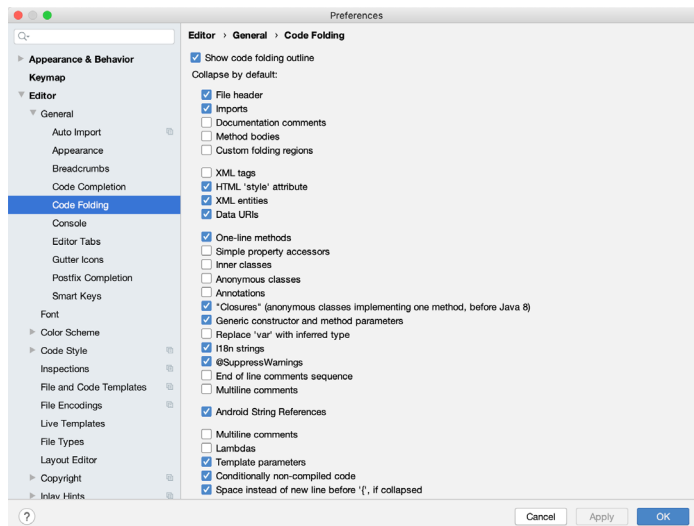 Preferences
Editor › General › Code Folding
Appearance & Behavior
Keymap
Editor
General
Auto Import
Appearance
Breadcrumbs
Code Completion
Code Folding
Console
Editor Tabs
Gutter Icons
Postfix Completion
Smart Keys
Font
Color Scheme
Code Style
Inspections
File and Code Templates
File Encodings
Live Templates
File Types
Layout Editor
Copyright
Inlay Hints
Show code folding outline
Collapse by default:
File header
Imports
Documentation comments
Method bodies
Custom folding regions
XML tags
HTML 'style' attribute
XML entities
Data URIs
One-line methods
Simple property accessors
Inner classes
Anonymous classes
Annotations
"Closures" (anonymous classes implementing one method, before Java 8)
Generic constructor and method parameters
Replace 'var' with inferred type
I18n strings
@SuppressWarnings
End of line comments sequence
Multiline comments
Android String References
Multiline comments
Lambdas
Template parameters
Conditionally non-compiled code
Space instead of new line before '{', if collapsed
?
Cancel
Apply
OK